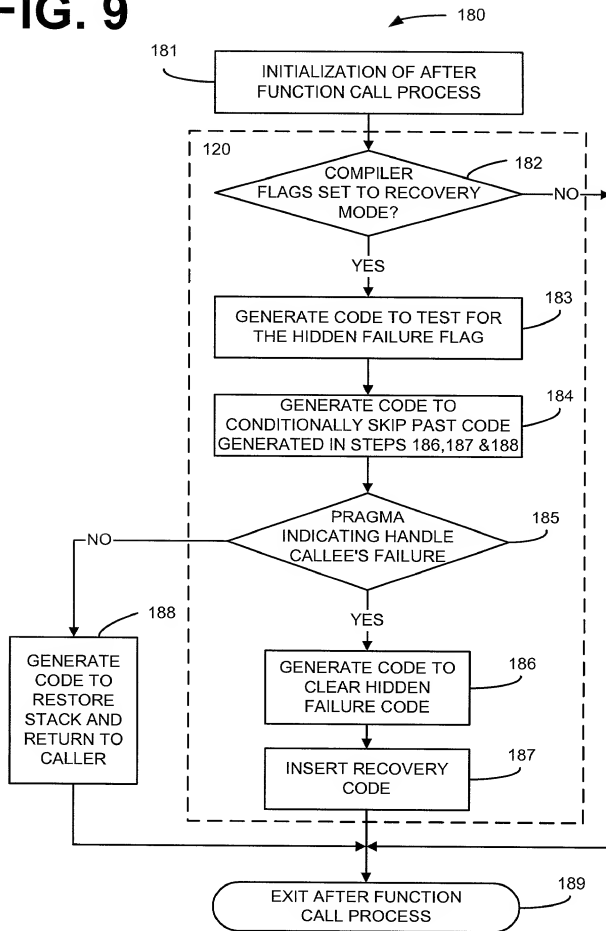 FIG. 9
180
181
INITIALIZATION OF AFTER
FUNCTION CALL PROCESS
120
182
COMPILER
FLAGS SET TO RECOVERY
MODE?
NO
YES
183
GENERATE CODE TO TEST FOR
THE HIDDEN FAILURE FLAG
184
GENERATE CODE TO
CONDITIONALLY SKIP PAST CODE
GENERATED IN STEPS 186,187 &188
185
PRAGMA
INDICATING HANDLE
CALLEE'S FAILURE
NO
YES
188
GENERATE
CODE TO
RESTORE
STACK AND
RETURN TO
CALLER
186
GENERATE CODE TO
CLEAR HIDDEN
FAILURE CODE
187
INSERT RECOVERY
CODE
189
EXIT AFTER FUNCTION
CALL PROCESS